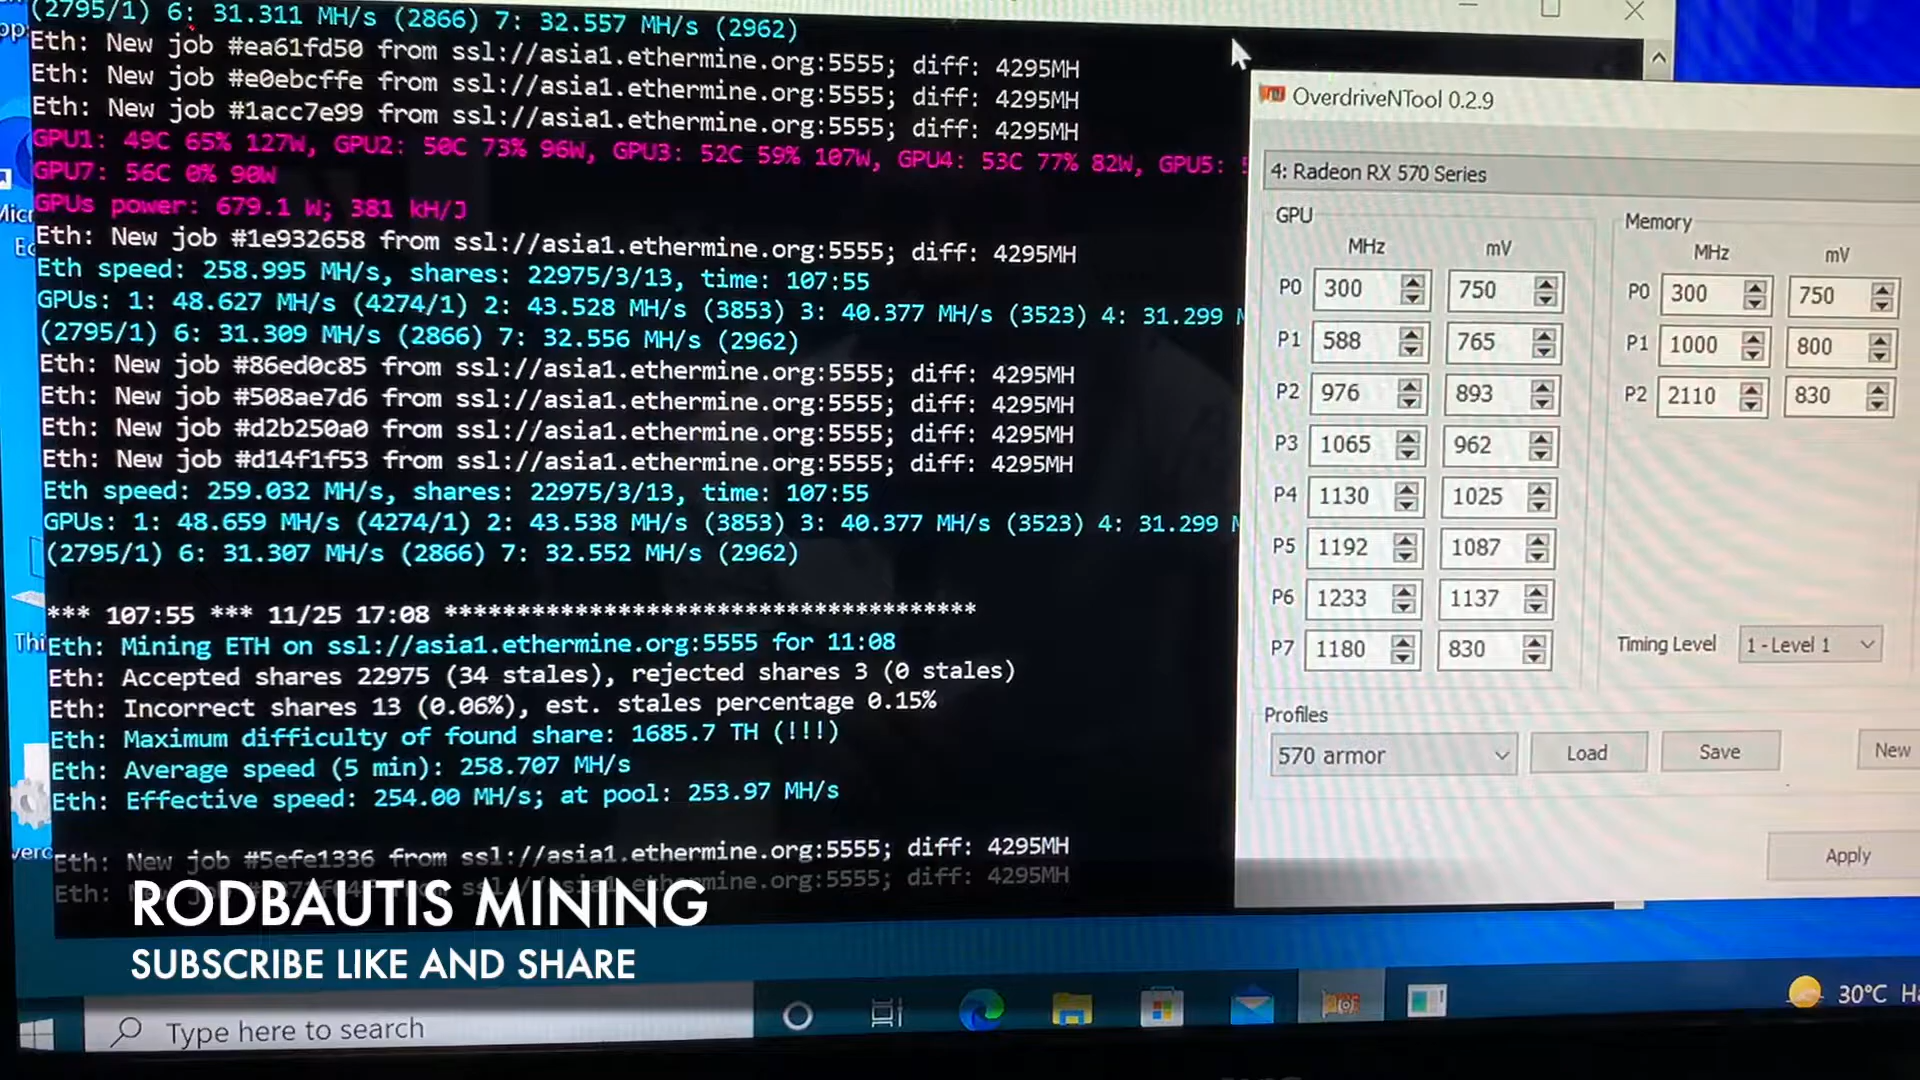 (2795/1) 6: 31.311 MH/s (2866) 7: 32.557 MH/s (2962)
Eth: New job #ea61fd50 from ssl://asia1.ethermine.org:5555; diff: 4295MH
Eth: New job #e0ebcffe from ssl://asia1.ethermine.org:5555; diff: 4295MH
Eth: New job #1acc7e99 from ssl://asia1.ethermine.org:5555; diff: 4295MH
GPU1: 49C 65% 127W, GPU2: 50C 73% 96W, GPU3: 52C 59% 107W, GPU4: 53C 77% 82W, GPU5:
GPU7: 56C 0% 90W
GPUs power: 679.1 W; 381 kH/J
Eth: New job #1e932658 from ssl://asia1.ethermine.org:5555; diff: 4295MH
Eth speed: 258.995 MH/s, shares: 22975/3/13, time: 107:55
GPUs: 1: 48.627 MH/s (4274/1) 2: 43.528 MH/s (3853) 3: 40.377 MH/s (3523) 4: 31.299
(2795/1) 6: 31.309 MH/s (2866) 7: 32.556 MH/s (2962)
Eth: New job #86ed0c85 from ssl://asia1.ethermine.org:5555; diff: 4295MH
Eth: New job #508ae7d6 from ssl://asia1.ethermine.org:5555; diff: 4295MH
Eth: New job #d2b250a0 from ssl://asia1.ethermine.org:5555; diff: 4295MH
Eth: New job #d14f1f53 from ssl://asia1.ethermine.org:5555; diff: 4295MH
Eth speed: 259.032 MH/s, shares: 22975/3/13, time: 107:55
GPUs: 1: 48.659 MH/s (4274/1) 2: 43.538 MH/s (3853) 3: 40.377 MH/s (3523) 4: 31.299
(2795/1) 6: 31.307 MH/s (2866) 7: 32.552 MH/s (2962)
*** 107:55 *** 11/25 17:08 ****************************************
Eth: Mining ETH on ssl://asia1.ethermine.org:5555 for 11:08
Eth: Accepted shares 22975 (34 stales), rejected shares 3 (0 stales)
Eth: Incorrect shares 13 (0.06%), est. stales percentage 0.15%
Eth: Maximum difficulty of found share: 1685.7 TH (!!!)
Eth: Average speed (5 min): 258.707 MH/s
Eth: Effective speed: 254.00 MH/s; at pool: 253.97 MH/s
Eth: New job #5efe1336 from ssl://asia1.ethermine.org:5555; diff: 4295MH
Eth: diff: 4295MH
OverdriveNTool 0.2.9
4: Radeon RX 570 Series
GPU
MHz mV
P0 300 750
P1 588 765
P2 976 893
P3 1065 962
P4 1130 1025
P5 1192 1087
P6 1233 1137
P7 1180 830
Memory
MHz mV
P0 300 750
P1 1000 800
P2 2110 830
Timing Level 1 - Level 1
Profiles
570 armor Load Save New
Apply
RODBAUTIS MINING
SUBSCRIBE LIKE AND SHARE
Type here to search
30°C